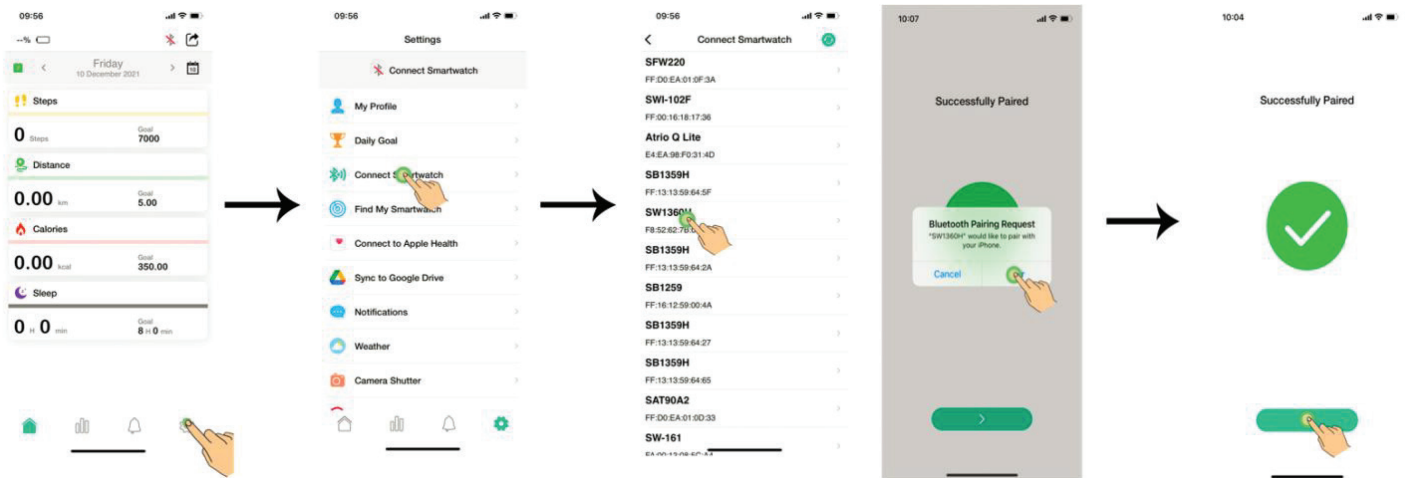 09:56
--%
Friday
10 December 2021
Steps
0 Steps
Goal
7000
Distance
0.00 km
Goal
5.00
Calories
0.00 kcal
Goal
350.00
Sleep
0 H 0 min
Goal
8 H 0 min
09:56
Settings
Connect Smartwatch
My Profile
Daily Goal
Connect Smartwatch
Find My Smartwatch
Connect to Apple Health
Sync to Google Drive
Notifications
Weather
Camera Shutter
09:56
Connect Smartwatch
SFW220
FF:D0:EA:01:0F:3A
SWI-102F
FF:00:16:18:17:36
Atrio Q Lite
E4:EA:98:F0:31:4D
SB1359H
FF:13:13:59:64:5F
SW1360H
F8:52:62:7B:
SB1359H
FF:13:13:59:64:2A
SB1259
FF:16:12:59:00:4A
SB1359H
FF:13:13:59:64:27
SB1359H
FF:13:13:59:64:65
SAT90A2
FF:D0:EA:01:0D:33
SW-161
10:07
Successfully Paired
Bluetooth Pairing Request
"SW1360H" would like to pair with
your iPhone.
Cancel
10:04
Successfully Paired